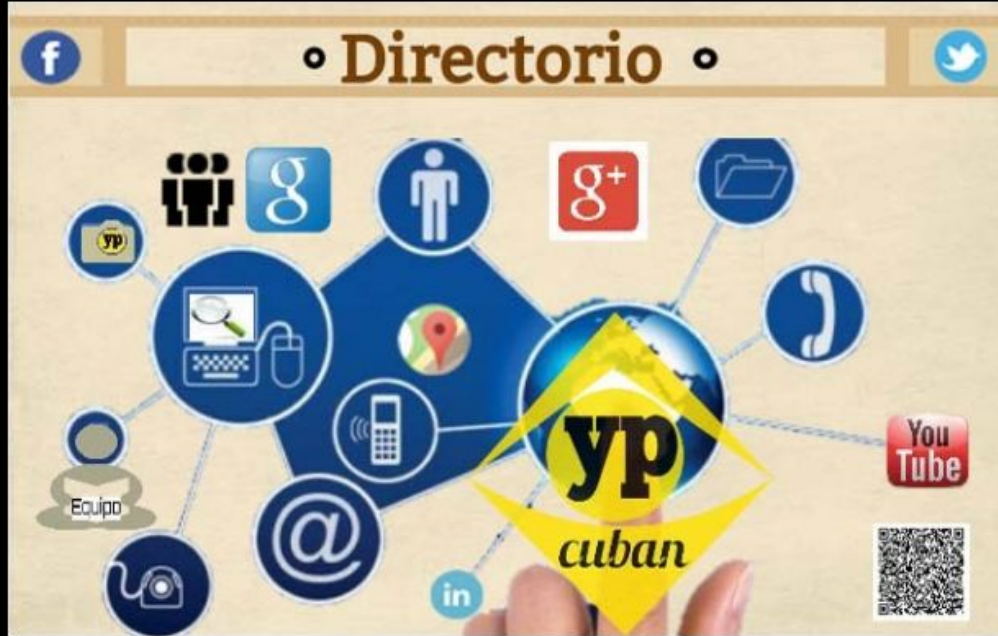 f
Directorio
g
g+
yp
yp
cuban
You
Tube
Equipo
@
in